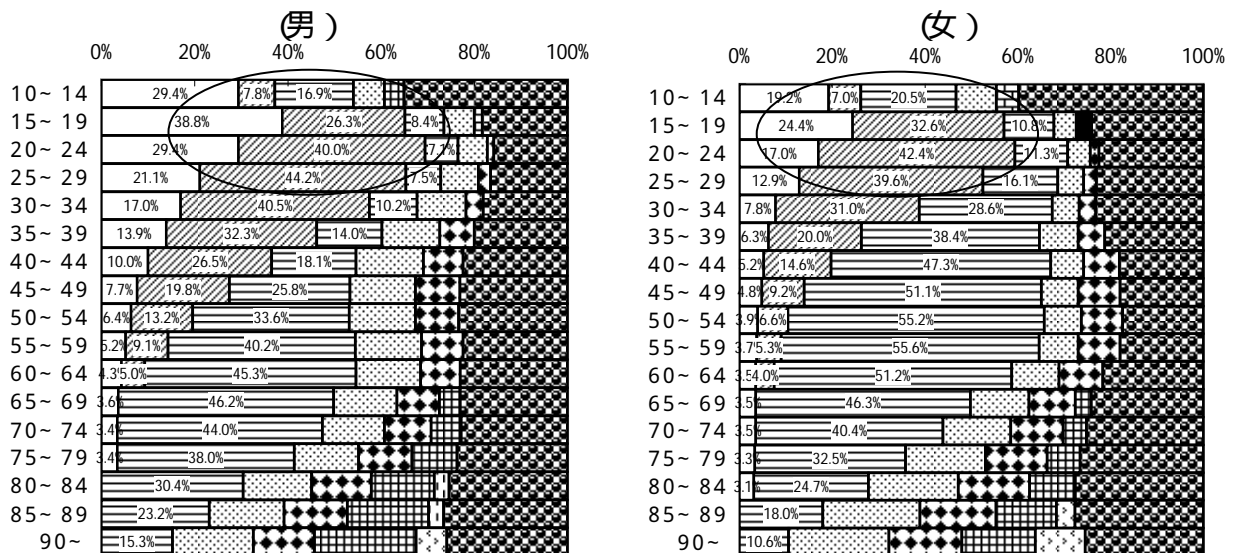 (男)
0% 20% 40% 60% 80% 100%
10~14 29.4% 7.8% 16.9%
15~19 38.8% 26.3% 8.4%
20~24 29.4% 40.0% 7.1%
25~29 21.1% 44.2% 7.5%
30~34 17.0% 40.5% 10.2%
35~39 13.9% 32.3% 14.0%
40~44 10.0% 26.5% 18.1%
45~49 7.7% 19.8% 25.8%
50~54 6.4% 13.2% 33.6%
55~59 5.2% 9.1% 40.2%
60~64 4.3% 5.0% 45.3%
65~69 3.6% 46.2%
70~74 3.4% 44.0%
75~79 3.4% 38.0%
80~84 30.4%
85~89 23.2%
90~ 15.3%
(女)
0% 20% 40% 60% 80% 100%
10~14 19.2% 7.0% 20.5%
15~19 24.4% 32.6% 10.8%
20~24 17.0% 42.4% 11.3%
25~29 12.9% 39.6% 16.1%
30~34 7.8% 31.0% 28.6%
35~39 6.3% 20.0% 38.4%
40~44 5.2% 14.6% 47.3%
45~49 4.8% 9.2% 51.1%
50~54 3.9% 6.6% 55.2%
55~59 3.7% 5.3% 55.6%
60~64 3.5% 4.0% 51.2%
65~69 3.5% 46.3%
70~74 3.5% 40.4%
75~79 3.3% 32.5%
80~84 3.1% 24.7%
85~89 18.0%
90~ 10.6%